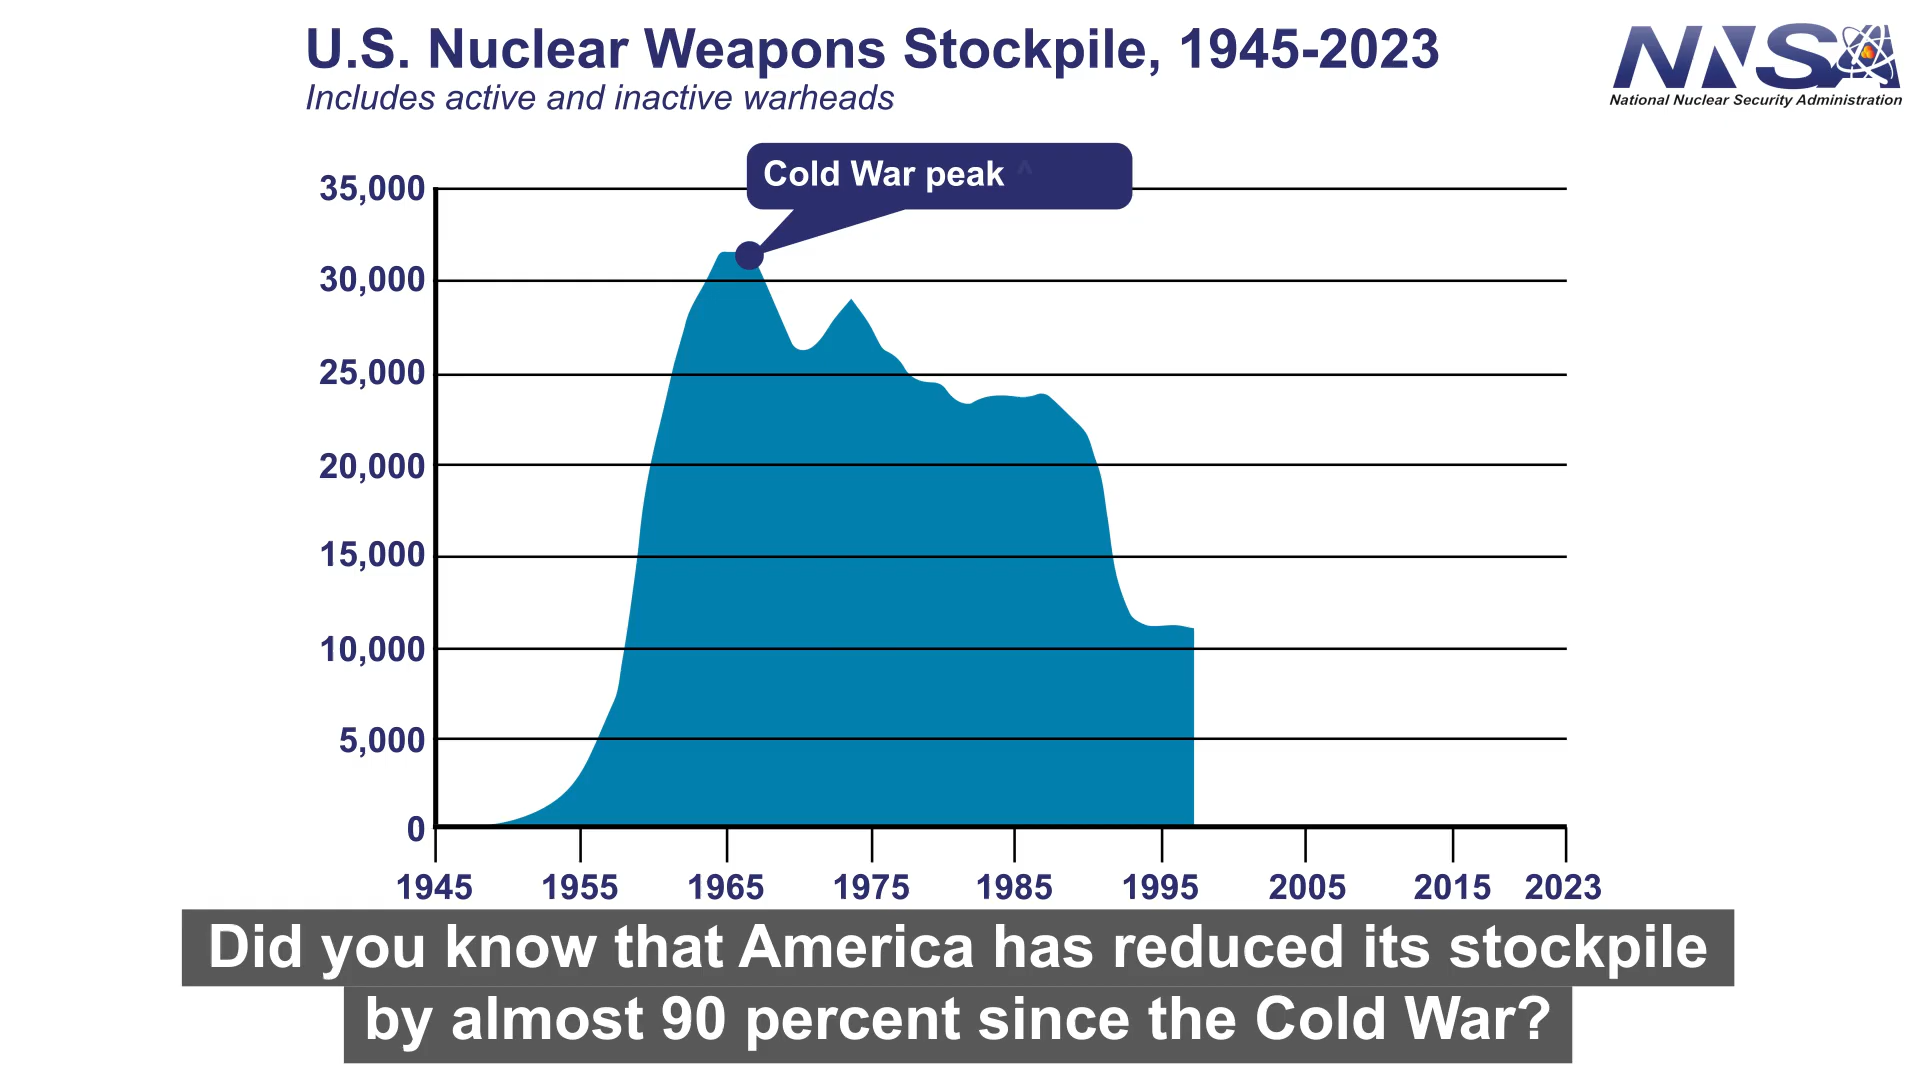 U.S. Nuclear Weapons Stockpile, 1945-2023
Includes active and inactive warheads
NNSA
National Nuclear Security Administration
Cold War peak ^
35,000
30,000
25,000
20,000
15,000
10,000
5,000
0
1945 1955 1965 1975 1985 1995 2005 2015 2023
Did you know that America has reduced its stockpile
by almost 90 percent since the Cold War?